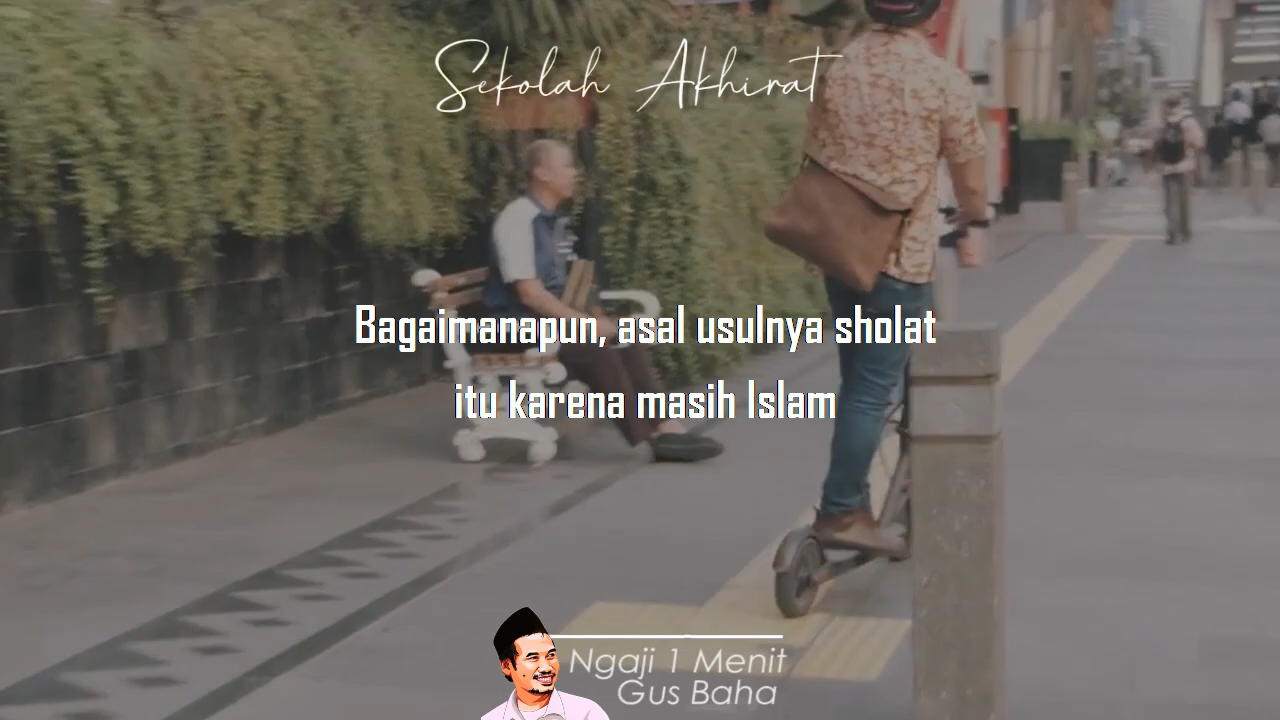 Sekolah Akhirat
Bagaimanapun, asal usulnya sholat
itu karena masih Islam
Ngaji 1 Menit
Gus Baha